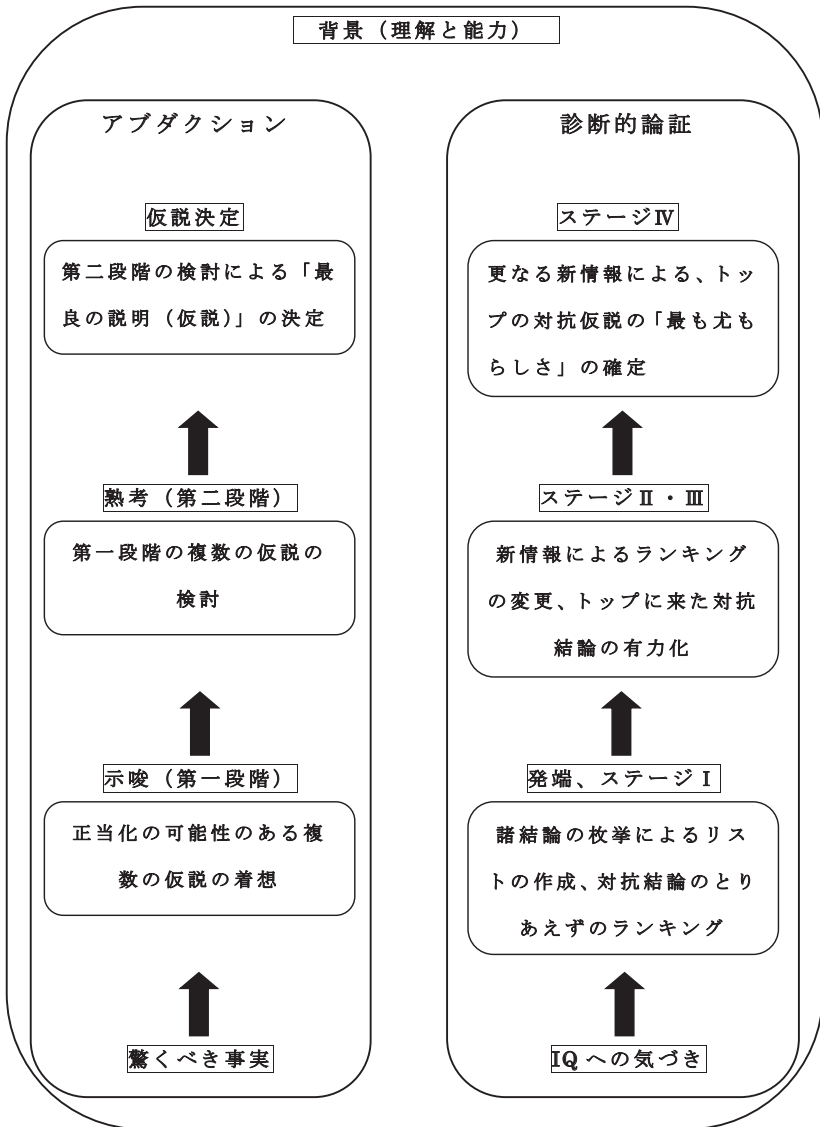 背景（理解と能力）
アブダクション
仮説決定
第二段階の検討による「最
良の説明（仮説）」の決定
熟考（第二段階）
第一段階の複数の仮説の
検討
示唆（第一段階）
正当化の可能性のある複
数の仮説の着想
驚くべき事実
診断的論証
ステージⅣ
更なる新情報による、トッ
プの対抗仮説の「最も尤も
らしさ」の確定
ステージⅡ・Ⅲ
新情報によるランキング
の変更、トップに来た対抗
結論の有力化
発端、ステージⅠ
諸結論の枚挙によるリス
トの作成、対抗結論のとり
あえずのランキング
IQ への気づき